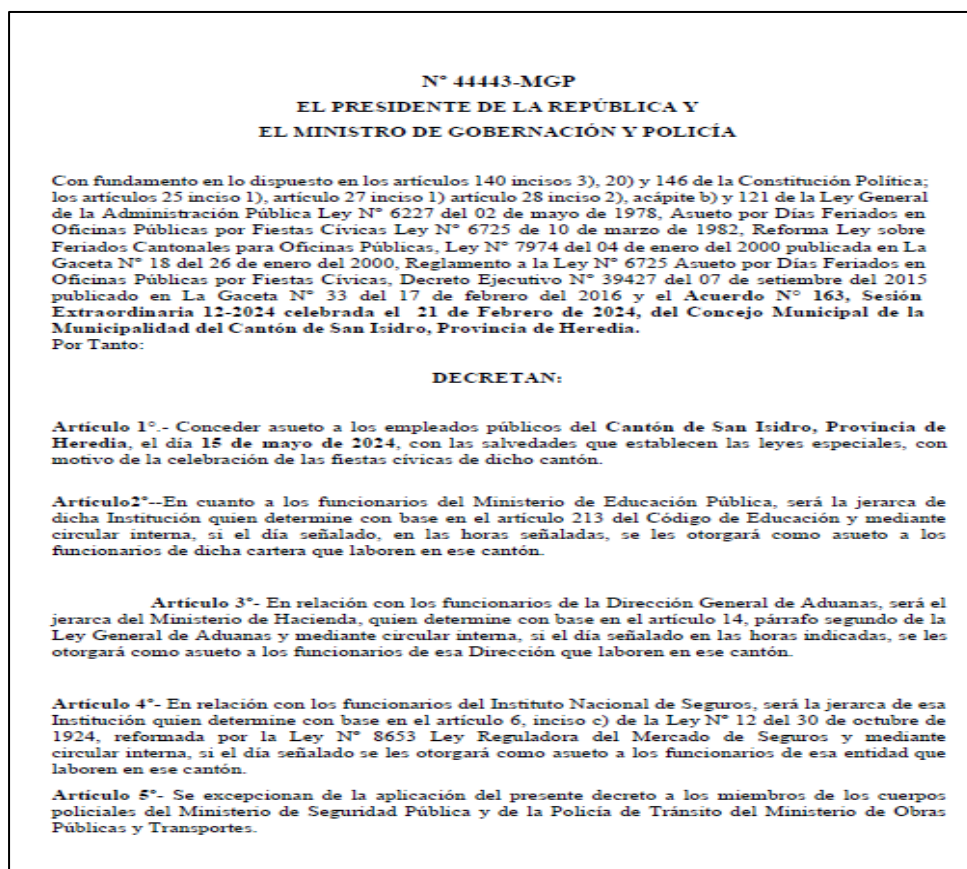 N° 44443-MGP
EL PRESIDENTE DE LA REPÚBLICA Y
EL MINISTRO DE GOBERNACIÓN Y POLICÍA
Con fundamento en lo dispuesto en los artículos 140 incisos 3), 20) y 146 de la Constitución Política;
los artículos 25 inciso 1), artículo 27 inciso 1) artículo 28 inciso 2), acápite b) y 121 de la Ley General
de la Administración Pública Ley N° 6227 del 02 de mayo de 1978, Asueto por Días Feriados en
Oficinas Públicas por Fiestas Cívicas Ley N° 6725 de 10 de marzo de 1982, Reforma Ley sobre
Feriados Cantonales para Oficinas Públicas, Ley N° 7974 del 04 de enero del 2000 publicada en La
Gaceta N° 18 del 26 de enero del 2000, Reglamento a la Ley N° 6725 Asueto por Días Feriados en
Oficinas Públicas por Fiestas Cívicas, Decreto Ejecutivo N° 39427 del 07 de setiembre del 2015
publicado en La Gaceta N° 33 del 17 de febrero del 2016 y el Acuerdo N° 163, Sesión
Extraordinaria 12-2024 celebrada el 21 de Febrero de 2024, del Concejo Municipal de la
Municipalidad del Cantón de San Isidro, Provincia de Heredia.
Por Tanto:
DECRETAN:
Artículo 1°.- Conceder asueto a los empleados públicos del Cantón de San Isidro, Provincia de
Heredia, el día 15 de mayo de 2024, con las salvedades que establecen las leyes especiales, con
motivo de la celebración de las fiestas cívicas de dicho cantón.
Artículo2°--En cuanto a los funcionarios del Ministerio de Educación Pública, será la jerarca de
dicha Institución quien determine con base en el artículo 213 del Código de Educación y mediante
circular interna, si el día señalado, en las horas señaladas, se les otorgará como asueto a los
funcionarios de dicha cartera que laboren en ese cantón.
Artículo 3°- En relación con los funcionarios de la Dirección General de Aduanas, será el
jerarca del Ministerio de Hacienda, quien determine con base en el artículo 14, párrafo segundo de la
Ley General de Aduanas y mediante circular interna, si el día señalado en las horas indicadas, se les
otorgará como asueto a los funcionarios de esa Dirección que laboren en ese cantón.
Artículo 4°- En relación con los funcionarios del Instituto Nacional de Seguros, será la jerarca de esa
Institución quien determine con base en el artículo 6, inciso c) de la Ley N° 12 del 30 de octubre de
1924, reformada por la Ley N° 8653 Ley Reguladora del Mercado de Seguros y mediante
circular interna, si el día señalado se les otorgará como asueto a los funcionarios de esa entidad que
laboren en ese cantón.
Artículo 5°- Se excepcionan de la aplicación del presente decreto a los miembros de los cuerpos
policiales del Ministerio de Seguridad Pública y de la Policía de Tránsito del Ministerio de Obras
Públicas y Transportes.